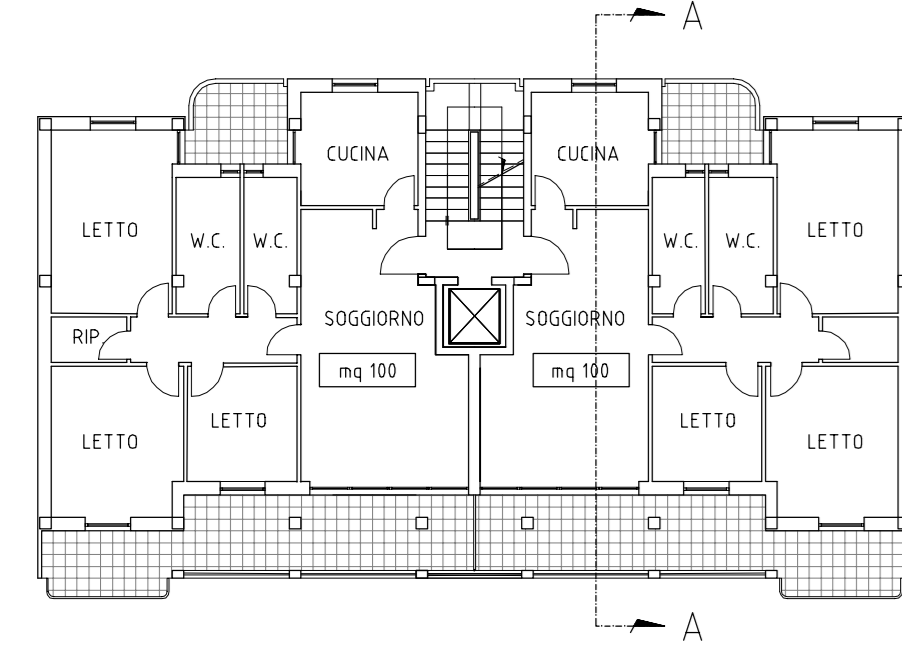 A
CUCINA
CUCINA
LETTO
W.C.
W.C.
W.C.
W.C.
LETTO
SOGGIORNO
SOGGIORNO
RIP.
mq 100
mq 100
LETTO
LETTO
LETTO
LETTO
A